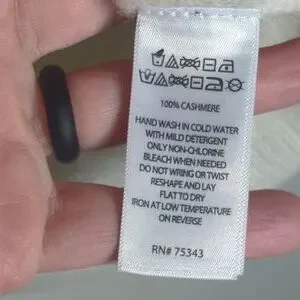 100% CASHMERE
HAND WASH IN COLD WATER
WITH MILD DETERGENT
ONLY NON-CHLORINE
BLEACH WHEN NEEDED
DO NOT WRING OR TWIST
RESHAPE AND LAY
FLAT TO DRY
IRON AT LOW TEMPERATURE
ON REVERSE
RN# 75343